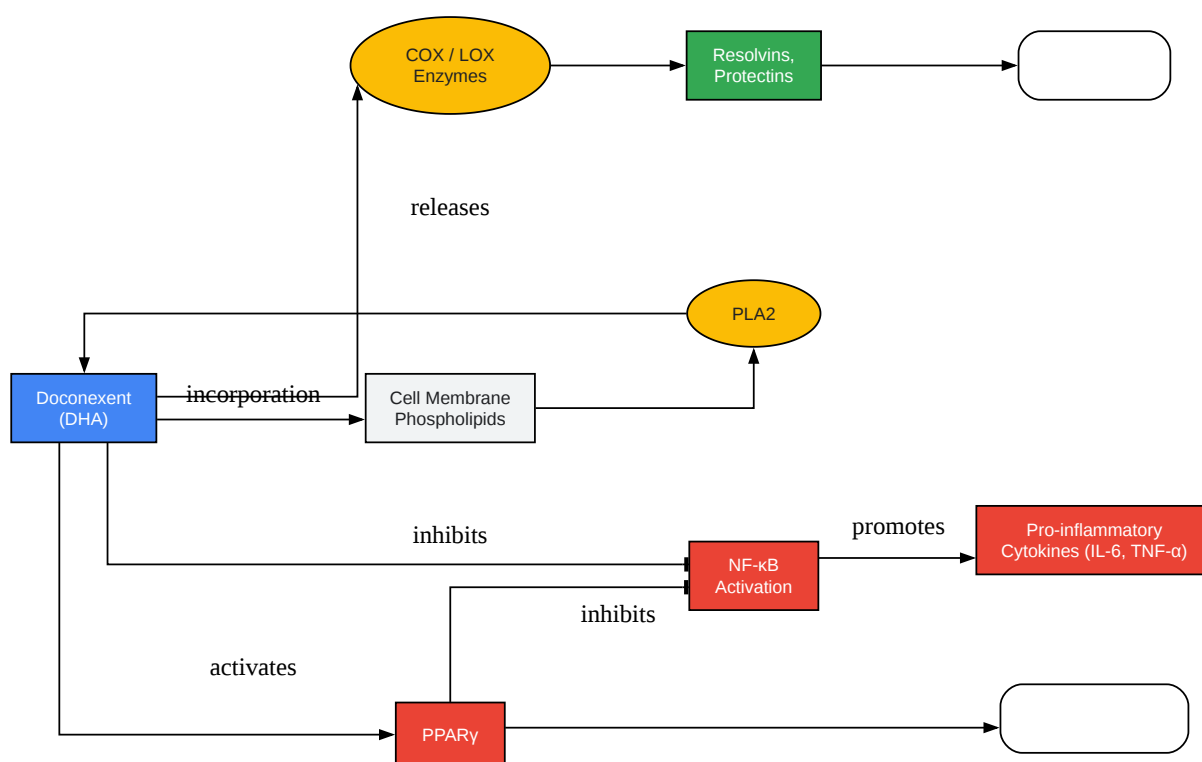 COX / LOX
Enzymes
Resolvins,
Protectins
releases
PLA2
Doconexent
(DHA)
incorporation
Cell Membrane
Phospholipids
inhibits
promotes
Pro-inflammatory
Cytokines (IL-6, TNF-α)
NF-κB
Activation
inhibits
activates
PPARγ